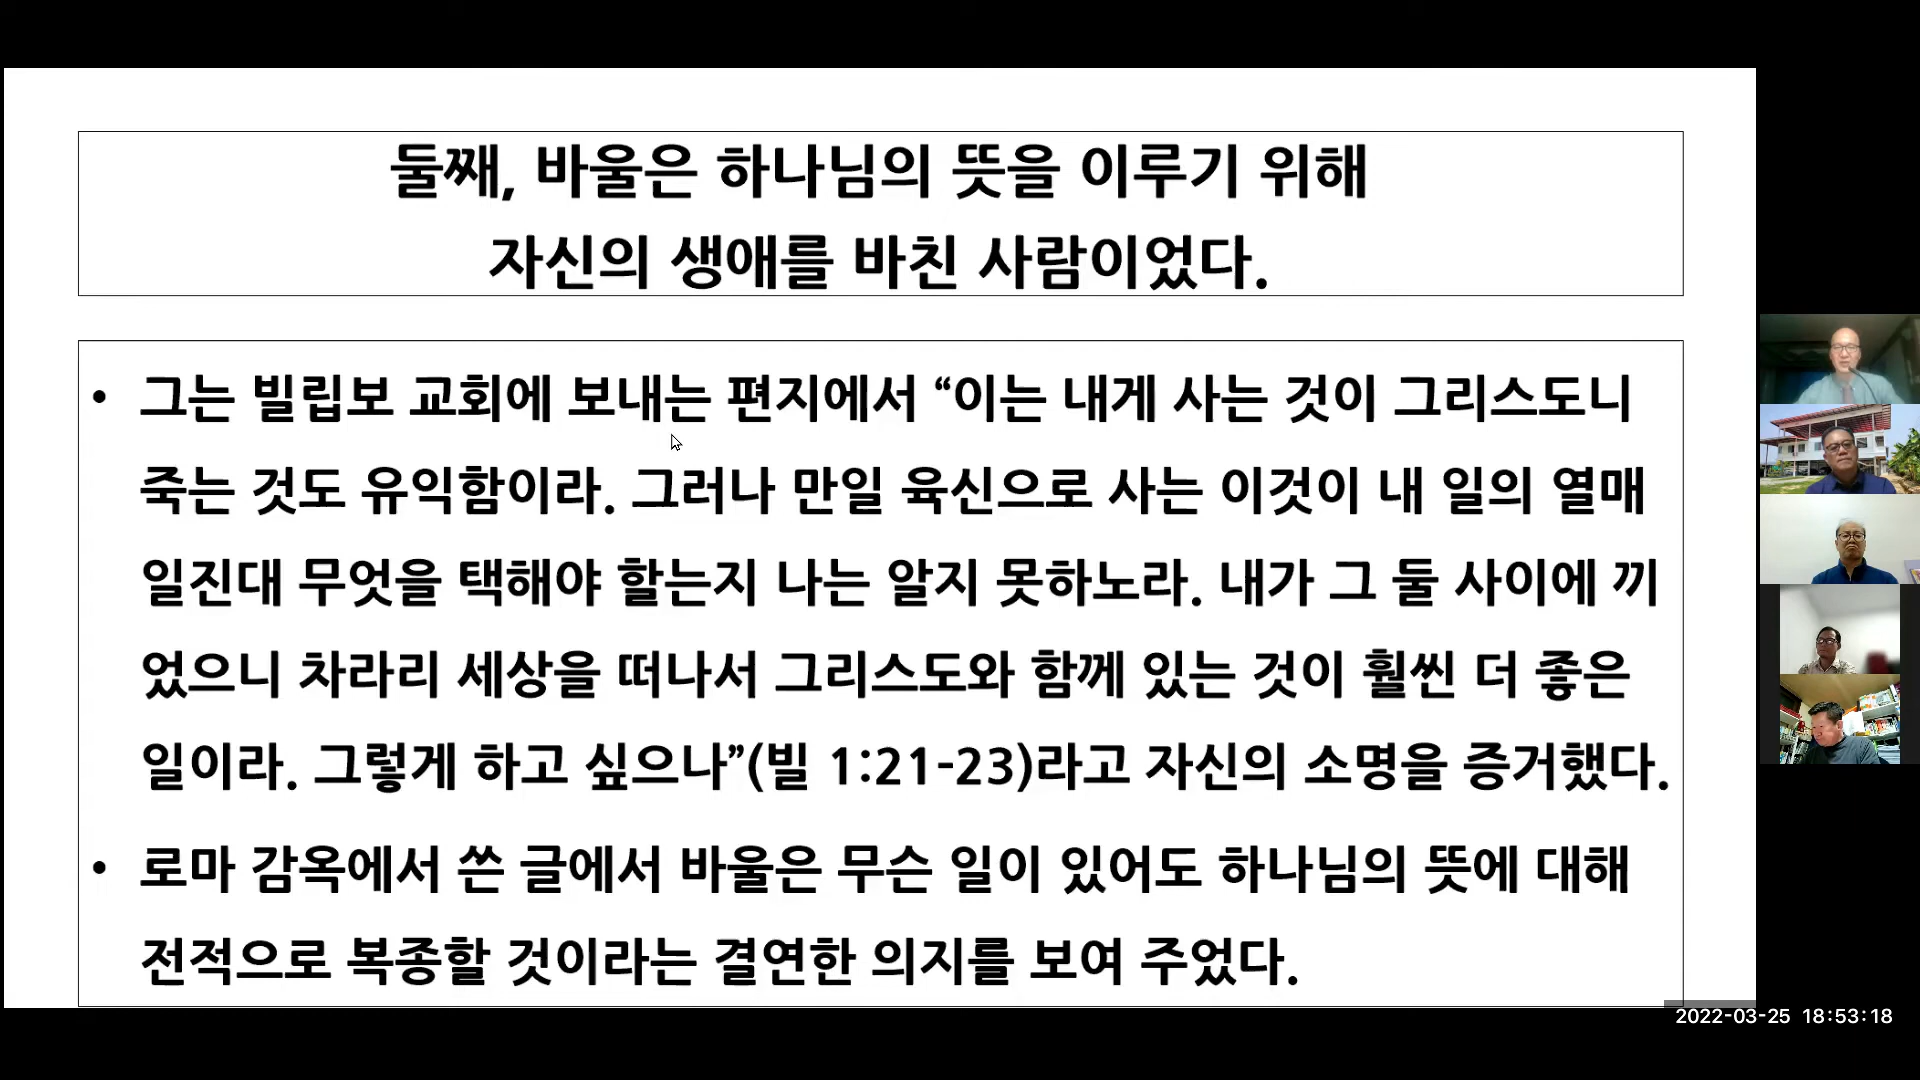 둘째, 바울은 하나님의 뜻을 이루기 위해
자신의 생애를 바친 사람이었다.
• 그는 빌립보 교회에 보내는 편지에서 “이는 내게 사는 것이 그리스도니
죽는 것도 유익함이라. 그러나 만일 육신으로 사는 이것이 내 일의 열매
일진대 무엇을 택해야 할는지 나는 알지 못하노라. 내가 그 둘 사이에 끼
었으니 차라리 세상을 떠나서 그리스도와 함께 있는 것이 훨씬 더 좋은
일이라. 그렇게 하고 싶으나”(빌 1:21-23)라고 자신의 소명을 증거했다.
• 로마 감옥에서 쓴 글에서 바울은 무슨 일이 있어도 하나님의 뜻에 대해
전적으로 복종할 것이라는 결연한 의지를 보여 주었다.
2022-03-25 18:53:18